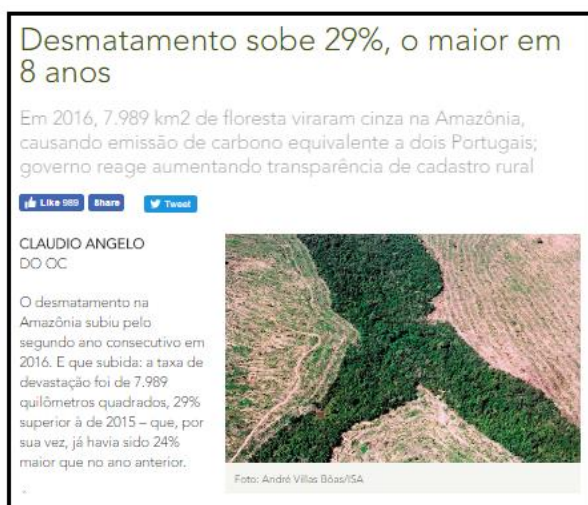 Desmatamento sobe 29%, o maior em
8 anos
Em 2016, 7.989 km2 de floresta viraram cinza na Amazônia,
causando emissão de carbono equivalente a dois Portugais;
governo reage aumentando transparência de cadastro rural
Like 989 Share Tweet
CLAUDIO ANGELO
DO OC
O desmatamento na
Amazônia subiu pelo
segundo ano consecutivo em
2016. E que subida: a taxa de
devastação foi de 7.989
quilômetros quadrados, 29%
superior à de 2015 – que, por
sua vez, já havia sido 24%
maior que no ano anterior.
Foto: André Villas Bôas/ISA